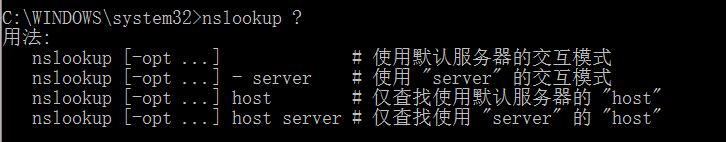 C:\WINDOWS\system32>nslookup ?
用法:
   nslookup [-opt ...]             # 使用默认服务器的交互模式
   nslookup [-opt ...] - server    # 使用 "server" 的交互模式
   nslookup [-opt ...] host        # 仅查找使用默认服务器的 "host"
   nslookup [-opt ...] host server # 仅查找使用 "server" 的 "host"